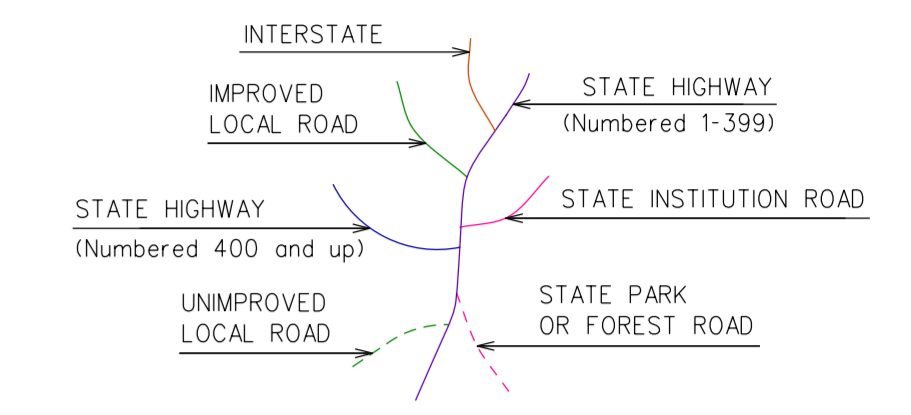 INTERSTATE
STATE HIGHWAY
(Numbered 1-399)
IMPROVED
LOCAL ROAD
STATE INSTITUTION ROAD
STATE HIGHWAY
(Numbered 400 and up)
UNIMPROVED
LOCAL ROAD
STATE PARK
OR FOREST ROAD